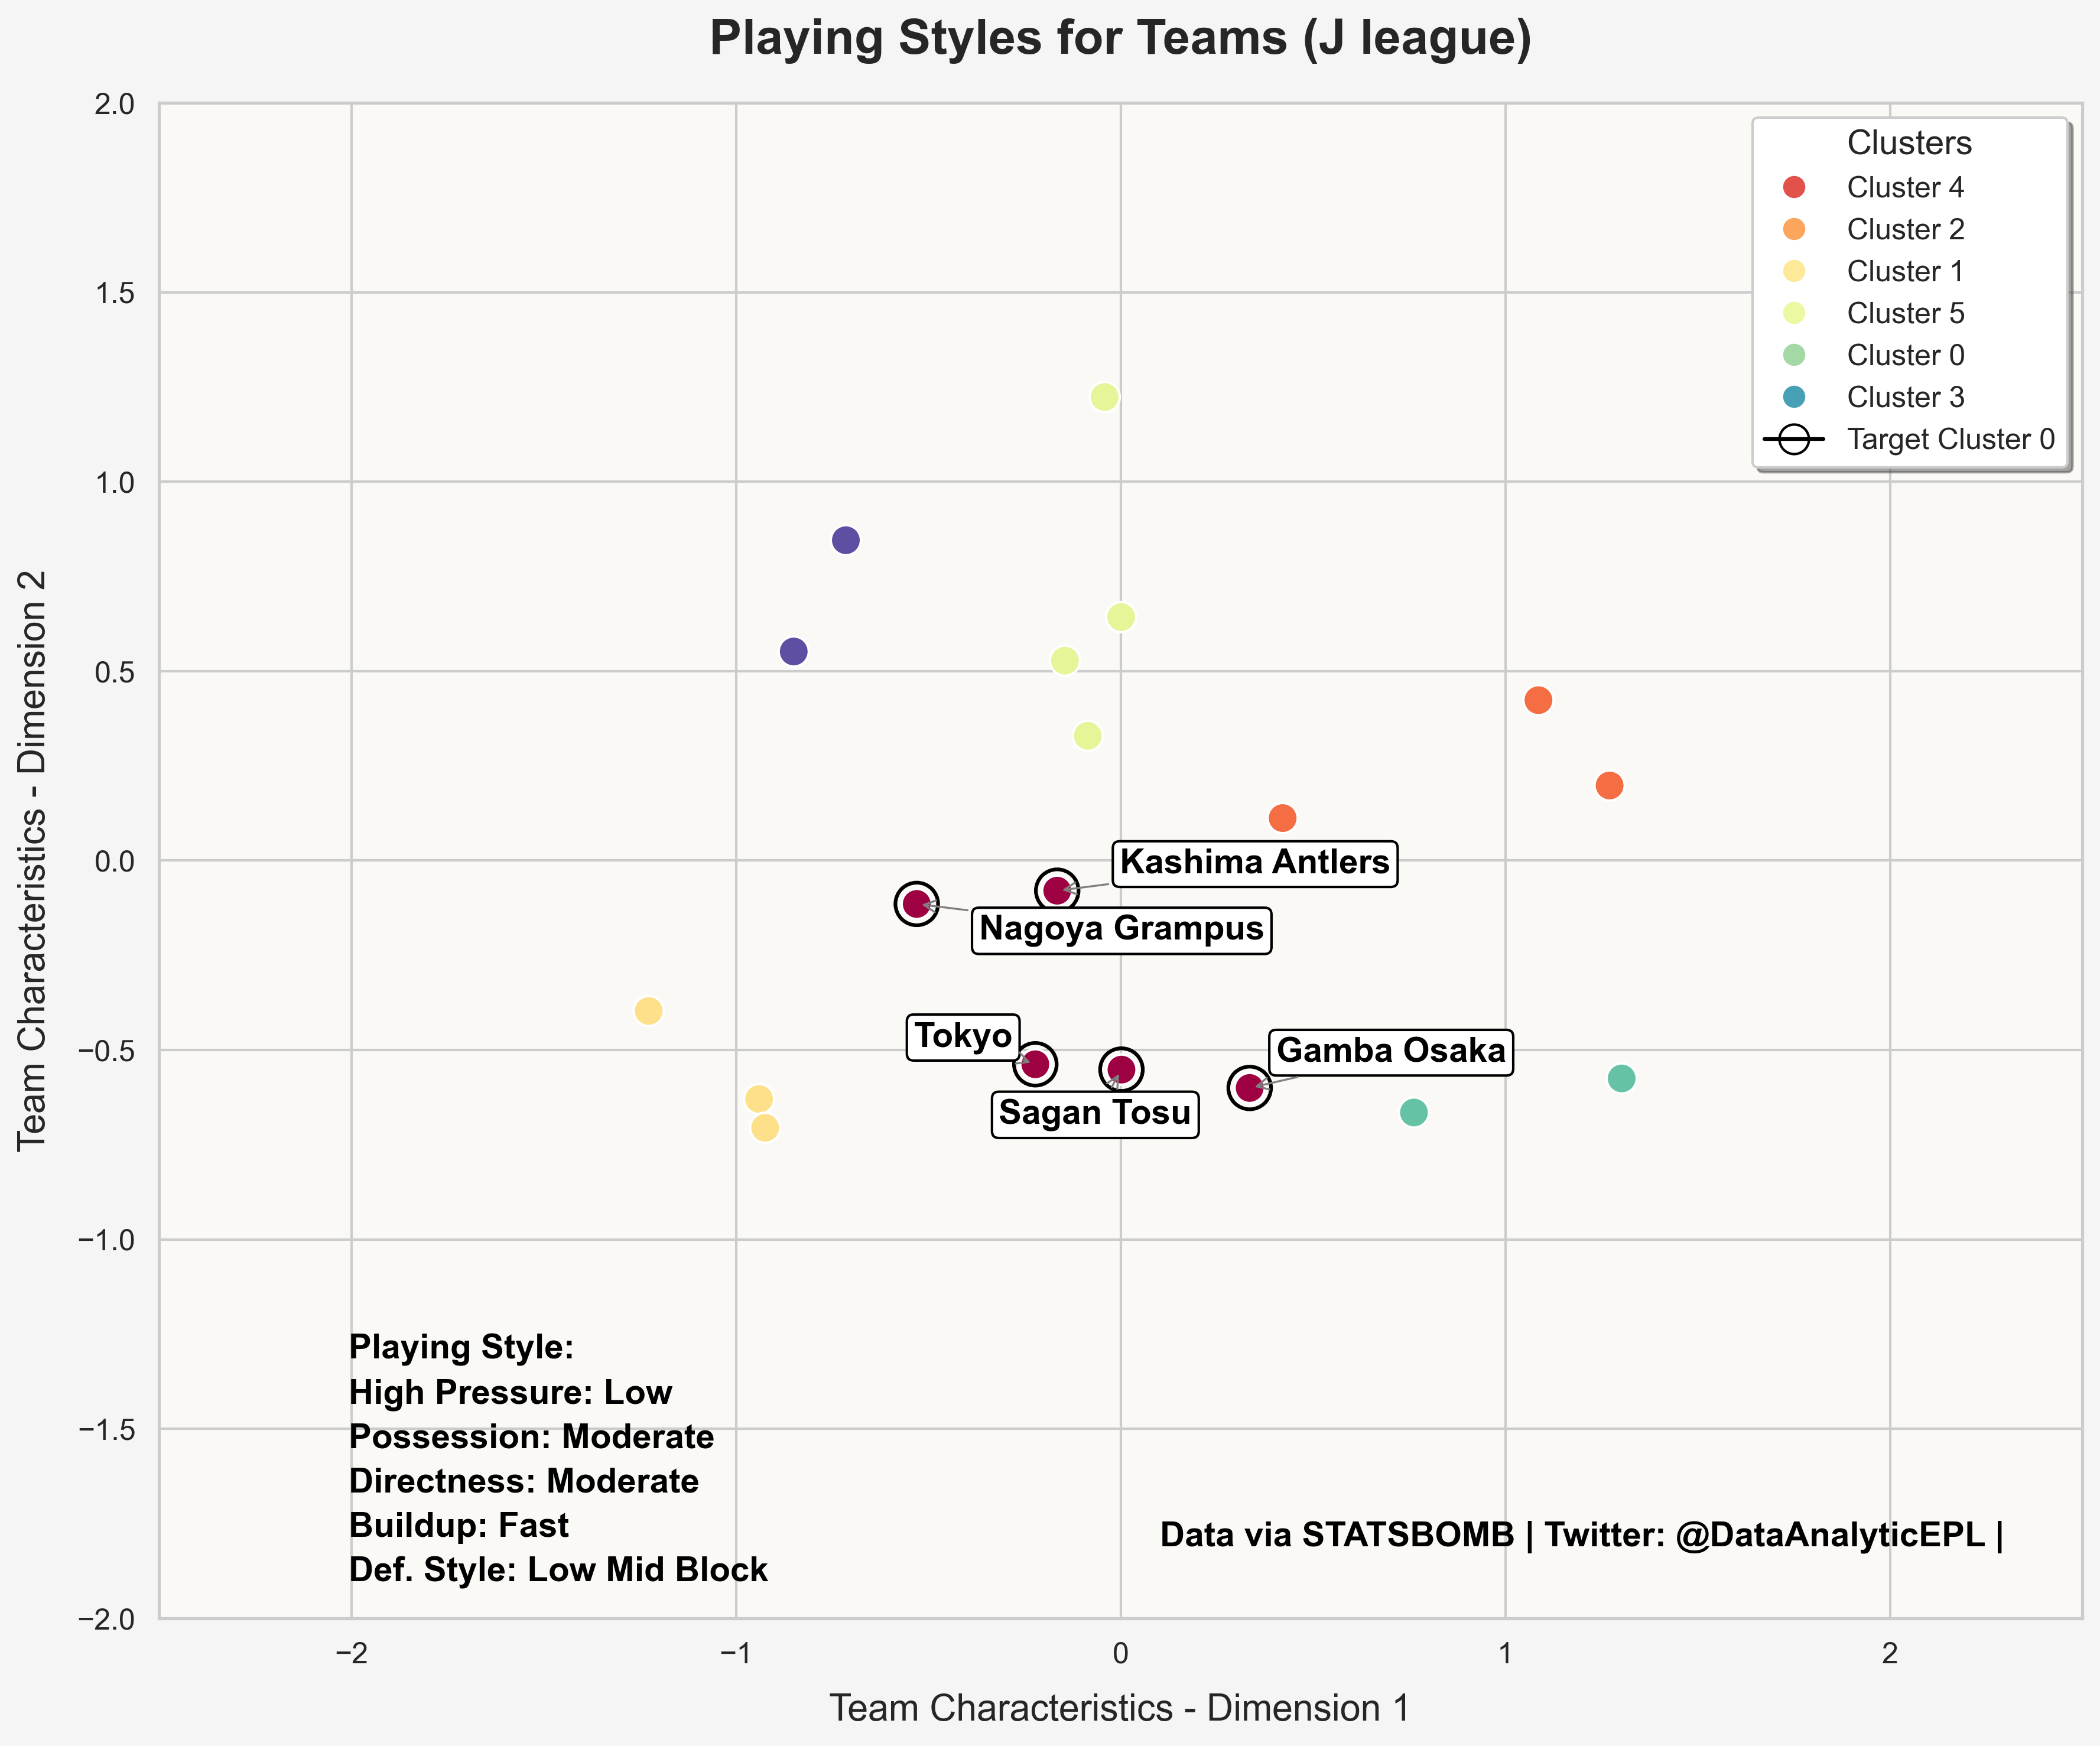 Playing Styles for Teams (J league)
2.0
1.5
1.0
0.5
0.0
−0.5
−1.0
−1.5
−2.0
Team Characteristics - Dimension 2
Clusters
Cluster 4
Cluster 2
Cluster 1
Cluster 5
Cluster 0
Cluster 3
Target Cluster 0
Kashima Antlers
Nagoya Grampus
Tokyo
Gamba Osaka
Sagan Tosu
Playing Style:
High Pressure: Low
Possession: Moderate
Directness: Moderate
Buildup: Fast
Def. Style: Low Mid Block
Data via STATSBOMB | Twitter: @DataAnalyticEPL |
−2
−1
0
1
2
Team Characteristics - Dimension 1